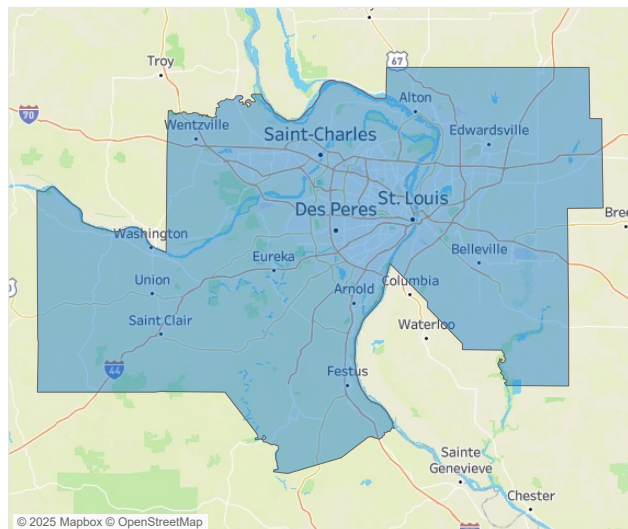 67
Troy
70
Alton
Wentzville
Edwardsville
Saint-Charles
St. Louis
Des Peres
Washington
Belleville
Eureka
Union
Columbia
Arnold
Saint Clair
Waterloo
44
Festus
Sainte
Genevieve
Chester
© 2025 Mapbox © OpenStreetMap